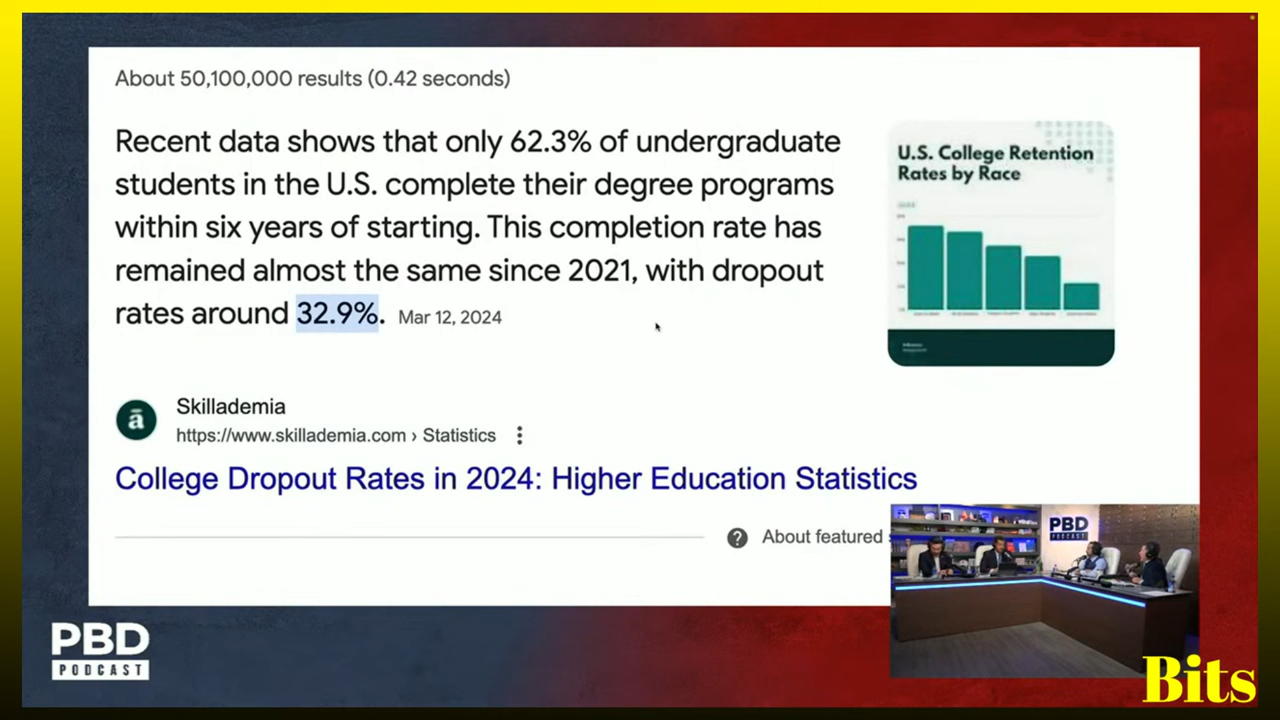 About 50,100,000 results (0.42 seconds)
Recent data shows that only 62.3% of undergraduate
students in the U.S. complete their degree programs
within six years of starting. This completion rate has
remained almost the same since 2021, with dropout
rates around 32.9%. Mar 12, 2024
U.S. College Retention
Rates by Race
ā
Skillademia
https://www.skillademia.com › Statistics
College Dropout Rates in 2024: Higher Education Statistics
? About featured
PBD
PODCAST
PBD
PODCAST
Bits